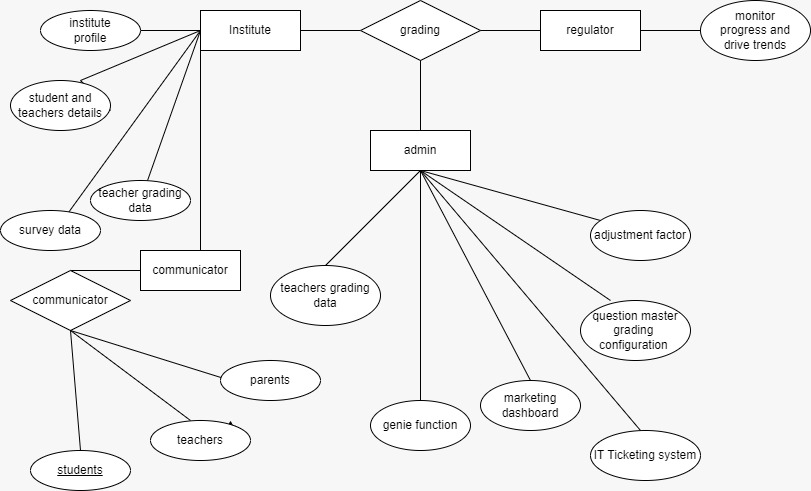 institute
profile
Institute
grading
regulator
monitor
progress and
drive trends
student and
teachers details
admin
teacher grading
data
survey data
adjustment factor
communicator
teachers grading
data
communicator
question master
grading
configuration
parents
marketing
dashboard
genie function
teachers
IT Ticketing system
students